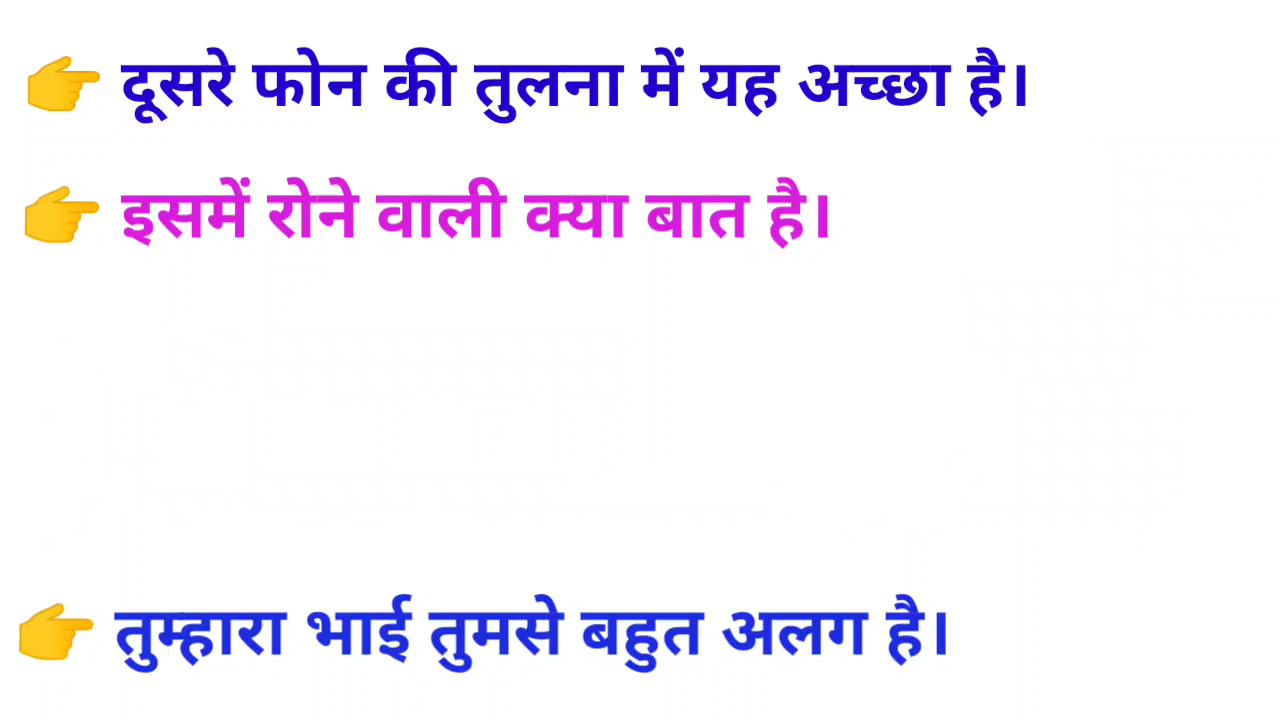 👉 दूसरे फोन की तुलना में यह अच्छा है।
👉 इसमें रोने वाली क्या बात है।
👉 तुम्हारा भाई तुमसे बहुत अलग है।